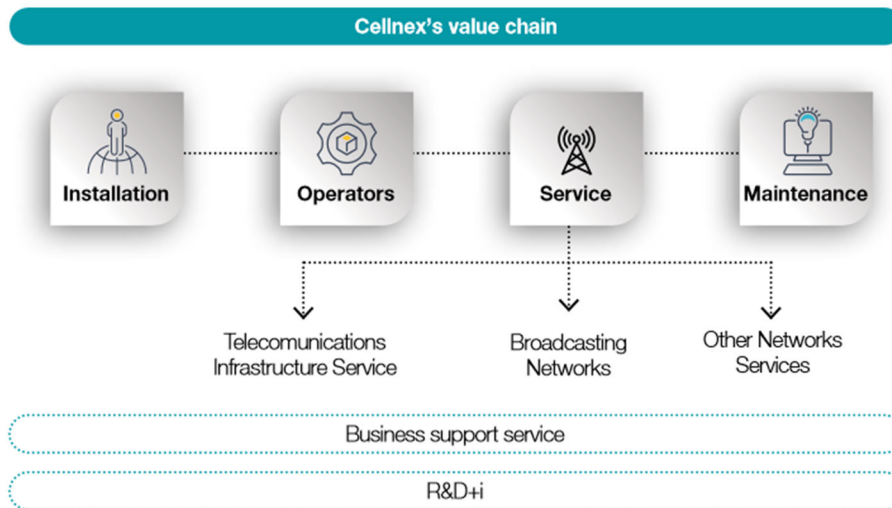 Cellnex's value chain
Installation
Operators
Service
Maintenance
Telecomunications
Infrastructure Service
Broadcasting
Networks
Other Networks
Services
Business support service
R&D+i